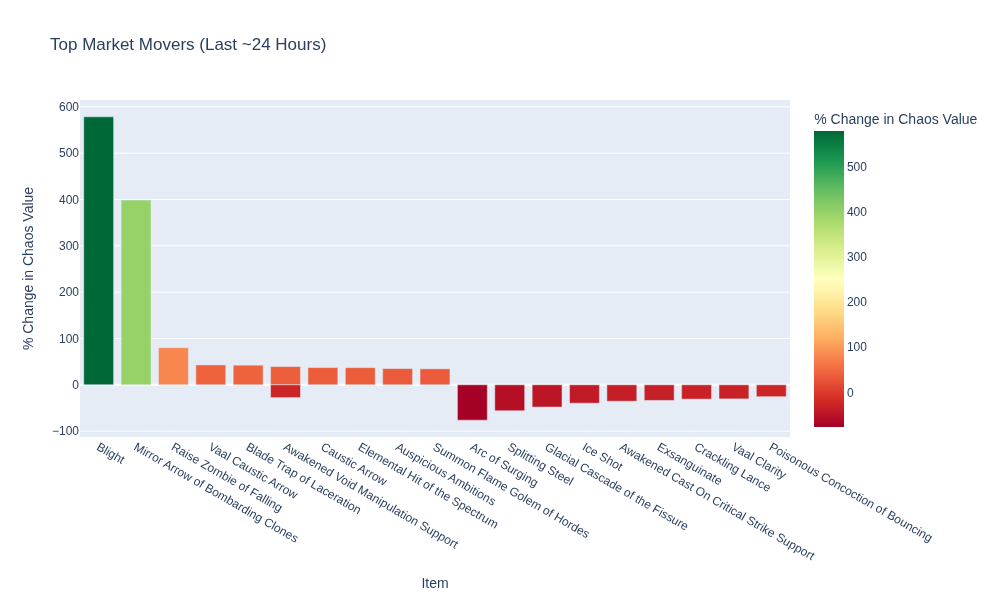 Top Market Movers (Last ~24 Hours)
% Change in Chaos Value
600
500
400
300
200
100
0
−100
Blight
Mirror Arrow of Bombarding Clones
Raise Zombie of Falling
Vaal Caustic Arrow
Blade Trap of Laceration
Awakened Void Manipulation Support
Caustic Arrow
Elemental Hit of the Spectrum
Auspicious Ambitions
Summon Flame Golem of Hordes
Arc of Surging
Splitting Steel
Glacial Cascade of the Fissure
Ice Shot
Awakened Cast On Critical Strike Support
Exsanguinate
Crackling Lance
Vaal Clarity
Poisonous Concoction of Bouncing
Item
% Change in Chaos Value
500
400
300
200
100
0